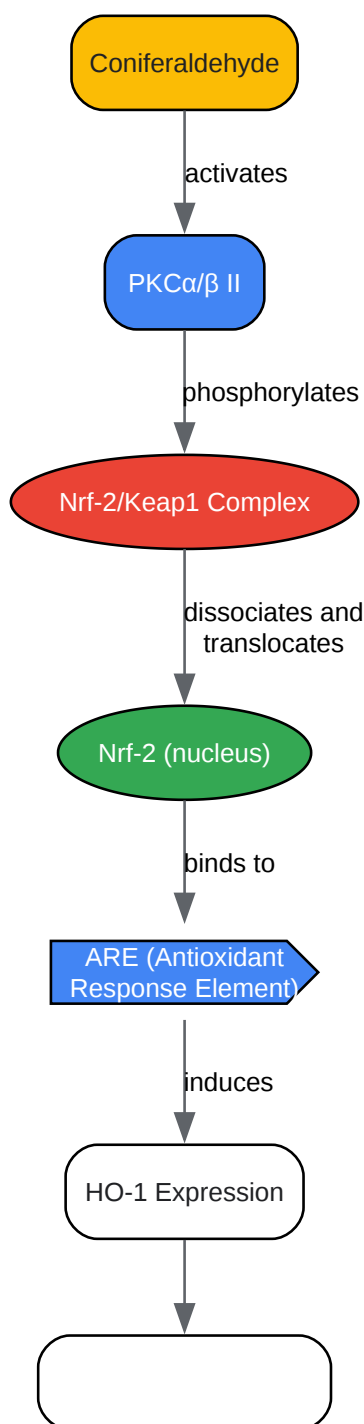 Coniferaldehyde
activates
PKCα/β II
phosphorylates
Nrf-2/Keap1 Complex
dissociates and
translocates
Nrf-2 (nucleus)
binds to
ARE (Antioxidant
Response Element)
induces
HO-1 Expression